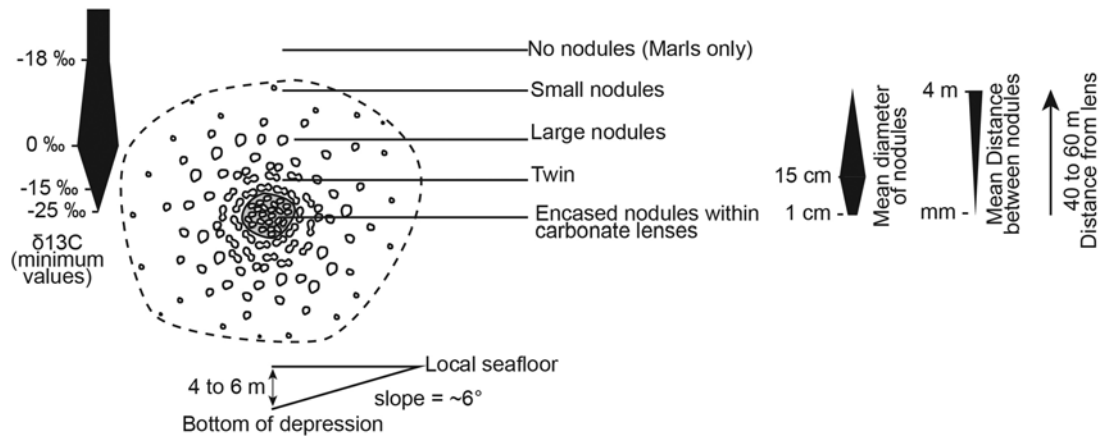 -18 ‰
0 ‰
-15 ‰
-25 ‰
δ13C
(minimum
values)
No nodules (Marls only)
Small nodules
Large nodules
Twin
Encased nodules within
carbonate lenses
15 cm
1 cm
Mean diameter
of nodules
4 m
mm
Mean Distance
between nodules
40 to 60 m
Distance from lens
Local seafloor
4 to 6 m
slope = ~6°
Bottom of depression